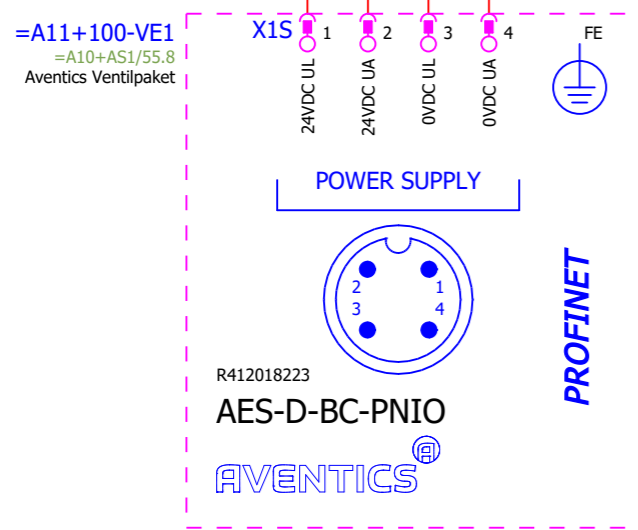 =A11+100-VE1
=A10+AS1/55.8
Aventics Ventilpaket
X1S 1 2 3 4 FE
24VDC UL
24VDC UA
0VDC UL
0VDC UA
POWER SUPPLY
2 1
3 4
PROFINET
R412018223
AES-D-BC-PNIO
AVENTICS